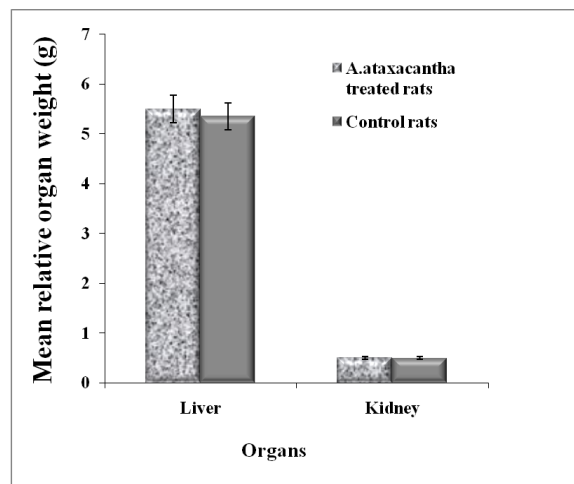 Mean relative organ weight (g)
7
6
5
4
3
2
1
0
A.ataxacantha
treated rats
Control rats
Liver Kidney
Organs